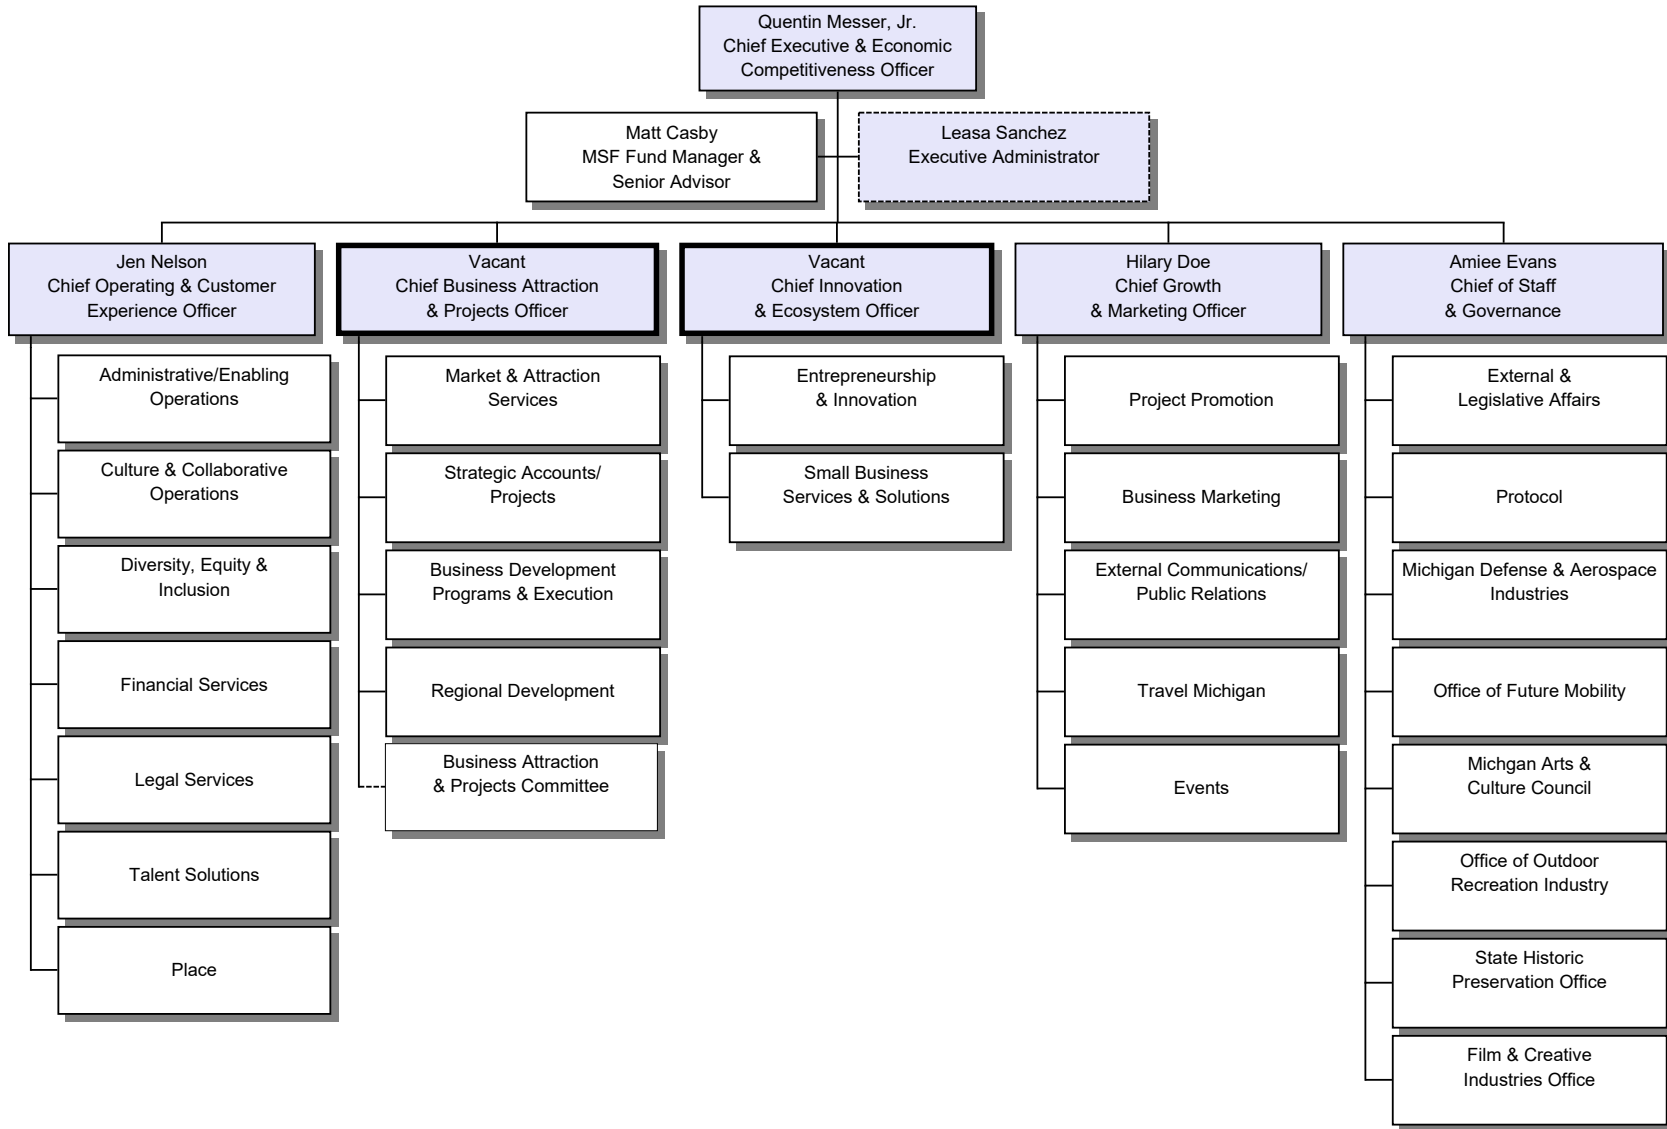 Quentin Messer, Jr.
Chief Executive & Economic
Competitiveness Officer
Matt Casby
MSF Fund Manager &
Senior Advisor
Leasa Sanchez
Executive Administrator
Jen Nelson
Chief Operating & Customer
Experience Officer
Vacant
Chief Business Attraction
& Projects Officer
Vacant
Chief Innovation
& Ecosystem Officer
Hilary Doe
Chief Growth
& Marketing Officer
Amiee Evans
Chief of Staff
& Governance
Administrative/Enabling
Operations
Culture & Collaborative
Operations
Diversity, Equity &
Inclusion
Financial Services
Legal Services
Talent Solutions
Place
Market & Attraction
Services
Strategic Accounts/
Projects
Business Development
Programs & Execution
Regional Development
Business Attraction
& Projects Committee
Entrepreneurship
& Innovation
Small Business
Services & Solutions
Project Promotion
Business Marketing
External Communications/
Public Relations
Travel Michigan
Events
External &
Legislative Affairs
Protocol
Michigan Defense & Aerospace
Industries
Office of Future Mobility
Michgan Arts &
Culture Council
Office of Outdoor
Recreation Industry
State Historic
Preservation Office
Film & Creative
Industries Office